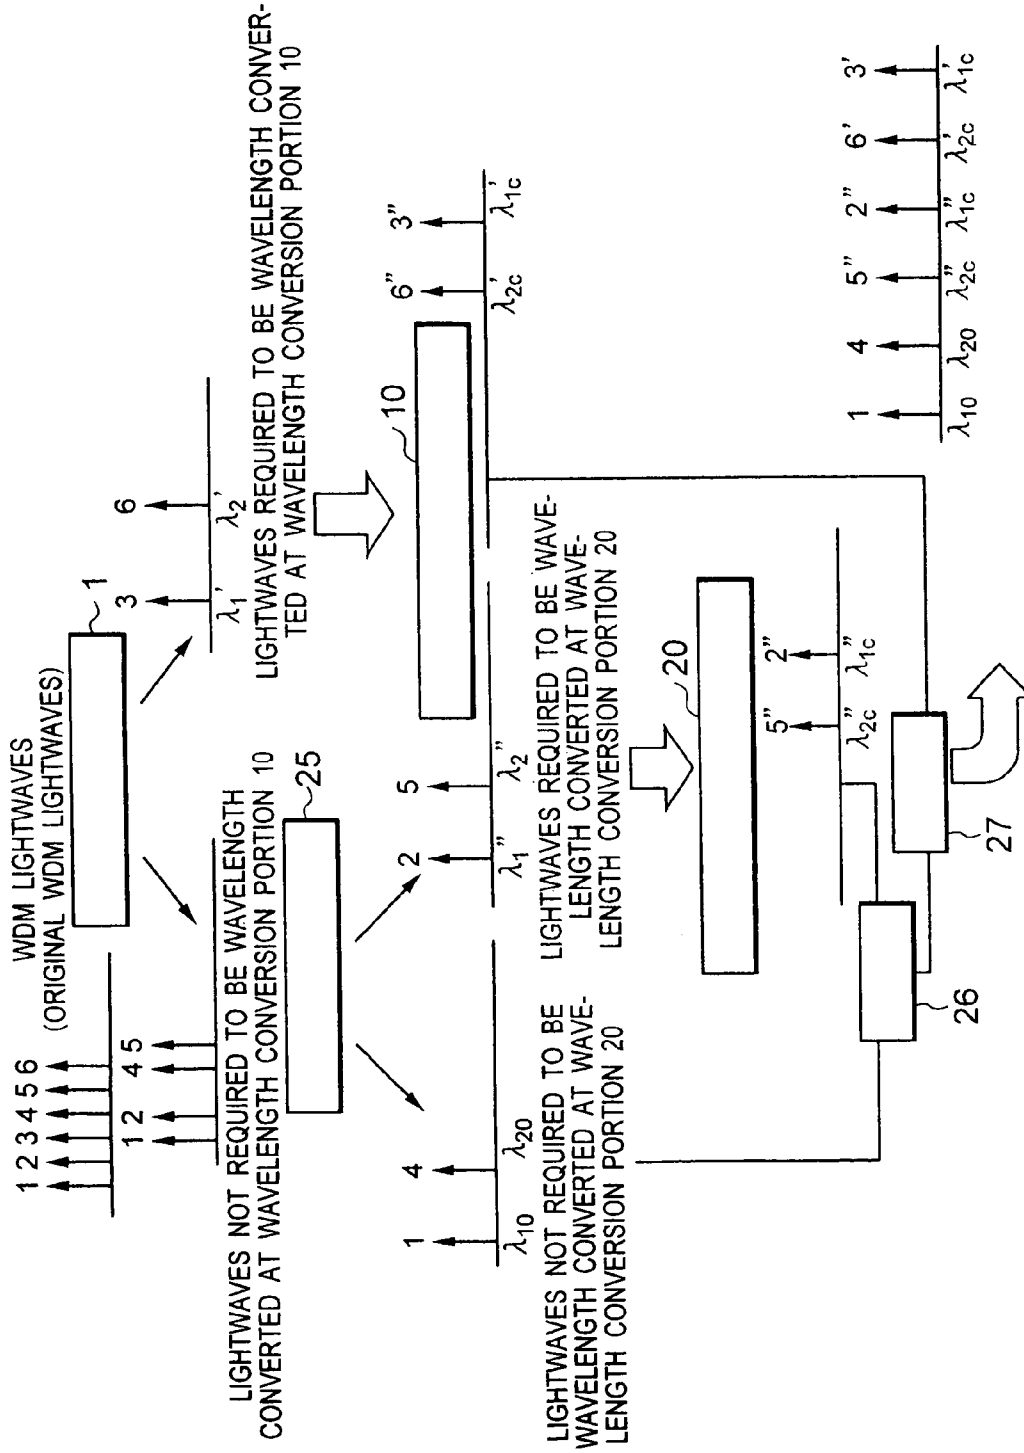 WDM LIGHTWAVES
(ORIGINAL WDM LIGHTWAVES)
1 2 3 4 5 6
1
3 6
λ1' λ2'
LIGHTWAVES REQUIRED TO BE WAVELENGTH CONVER-
TED AT WAVELENGTH CONVERSION PORTION 10
1 2 4 5
LIGHTWAVES NOT REQUIRED TO BE WAVELENGTH
CONVERTED AT WAVELENGTH CONVERSION PORTION 10
25
10
6" 3"
λ2c' λ1c'
1 4
λ10 λ20
2 5
λ1" λ2"
LIGHTWAVES NOT REQUIRED TO BE
WAVELENGTH CONVERTED AT WAVE-
LENGTH CONVERSION PORTION 20
LIGHTWAVES REQUIRED TO BE WAVE-
LENGTH CONVERTED AT WAVE-
LENGTH CONVERSION PORTION 20
20
5" 2"
λ2c" λ1c"
26
27
1 4 5" 2" 6' 3'
λ10 λ20 λ2c" λ1c" λ2c' λ1c'